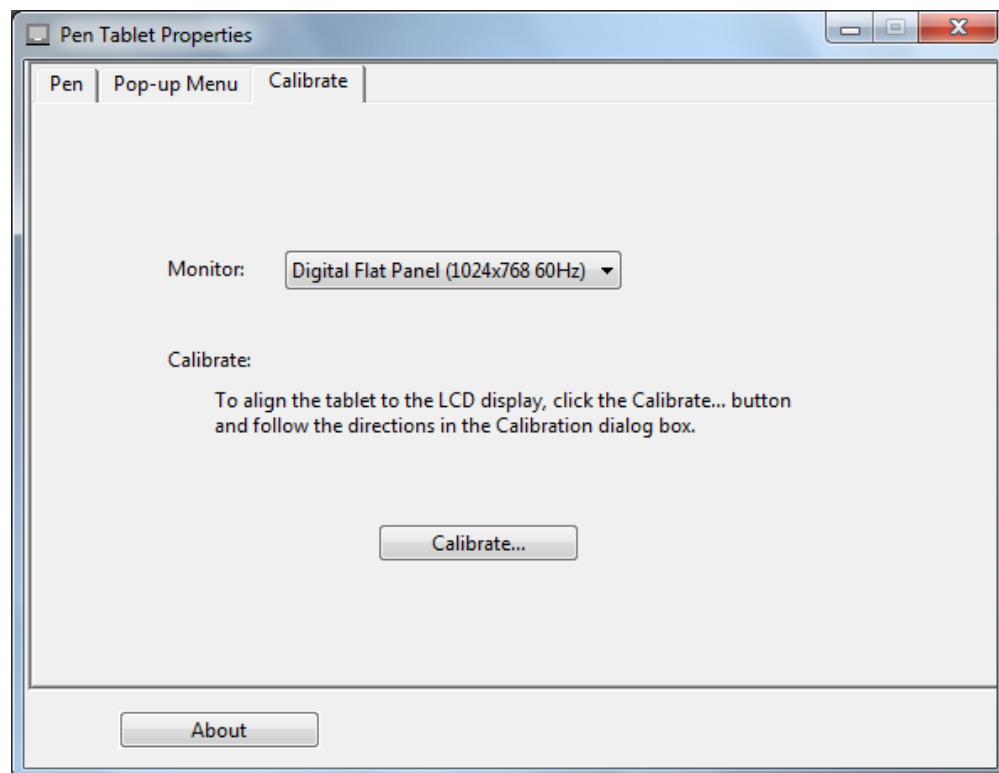 Pen Tablet Properties
Pen Pop-up Menu Calibrate
Monitor: Digital Flat Panel (1024x768 60Hz)
Calibrate:
To align the tablet to the LCD display, click the Calibrate... button
and follow the directions in the Calibration dialog box.
Calibrate...
About